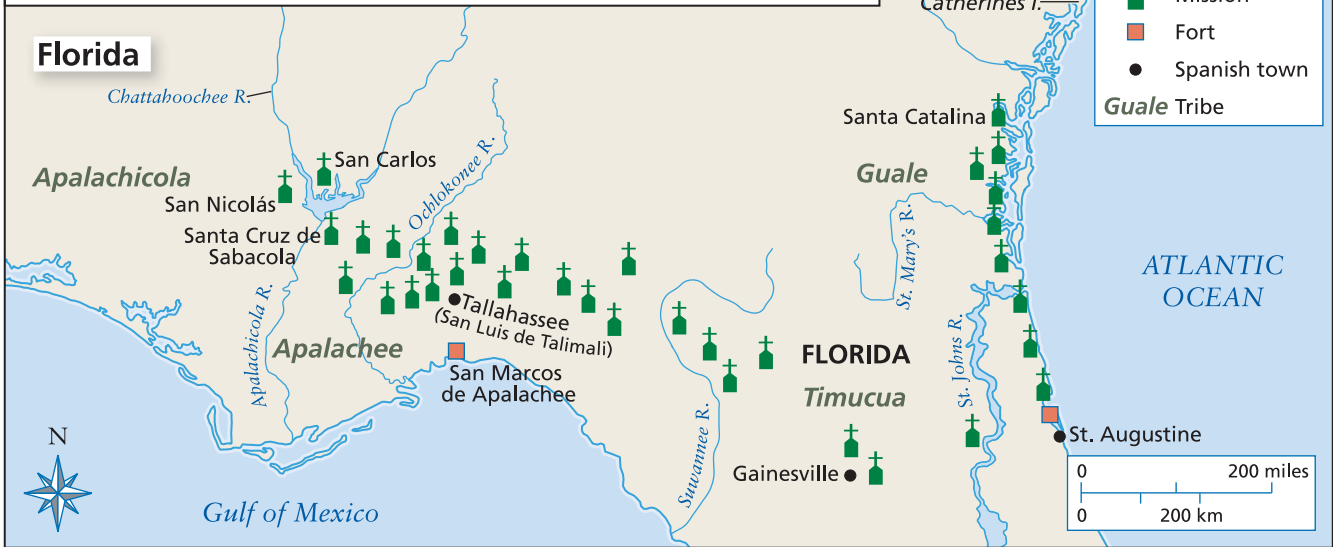 Catherines I.
Mission
Florida
Fort
Chattahoochee R.
Spanish town
Guale Tribe
Santa Catalina
San Carlos
Ochlokonee R.
Apalachicola
Guale
San Nicolás
Santa Cruz de
Sabacola
St. Mary's R.
ATLANTIC
OCEAN
Apalachicola R.
Tallahassee
(San Luis de Talimali)
Apalachee
FLORIDA
St. Johns R.
San Marcos
de Apalachee
Timucua
Suwannee R.
N
St. Augustine
Gainesville
0 200 miles
0 200 km
Gulf of Mexico